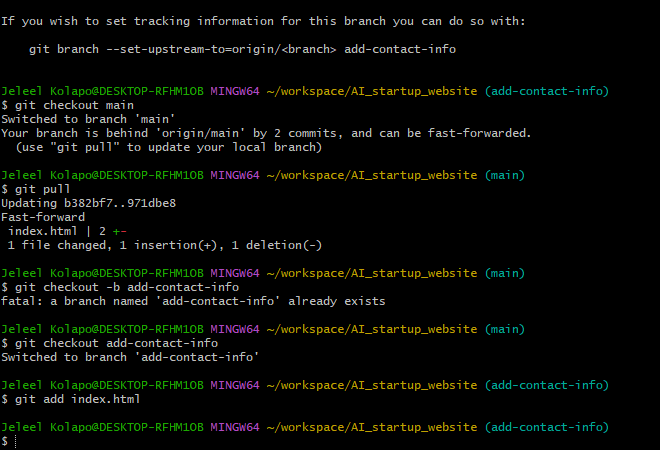 If you wish to set tracking information for this branch you can do so with:
git branch --set-upstream-to=origin/<branch> add-contact-info
Jeleel Kolapo@DESKTOP-RFHM1OB MINGW64 ~/workspace/AI_startup_website (add-contact-info)
$ git checkout main
Switched to branch 'main'
Your branch is behind 'origin/main' by 2 commits, and can be fast-forwarded.
(use "git pull" to update your local branch)
Jeleel Kolapo@DESKTOP-RFHM1OB MINGW64 ~/workspace/AI_startup_website (main)
$ git pull
Updating b382bf7..971dbe8
Fast-forward
index.html | 2 +-
1 file changed, 1 insertion(+), 1 deletion(-)
Jeleel Kolapo@DESKTOP-RFHM1OB MINGW64 ~/workspace/AI_startup_website (main)
$ git checkout -b add-contact-info
fatal: a branch named 'add-contact-info' already exists
Jeleel Kolapo@DESKTOP-RFHM1OB MINGW64 ~/workspace/AI_startup_website (main)
$ git checkout add-contact-info
Switched to branch 'add-contact-info'
Jeleel Kolapo@DESKTOP-RFHM1OB MINGW64 ~/workspace/AI_startup_website (add-contact-info)
$ git add index.html
Jeleel Kolapo@DESKTOP-RFHM1OB MINGW64 ~/workspace/AI_startup_website (add-contact-info)
$